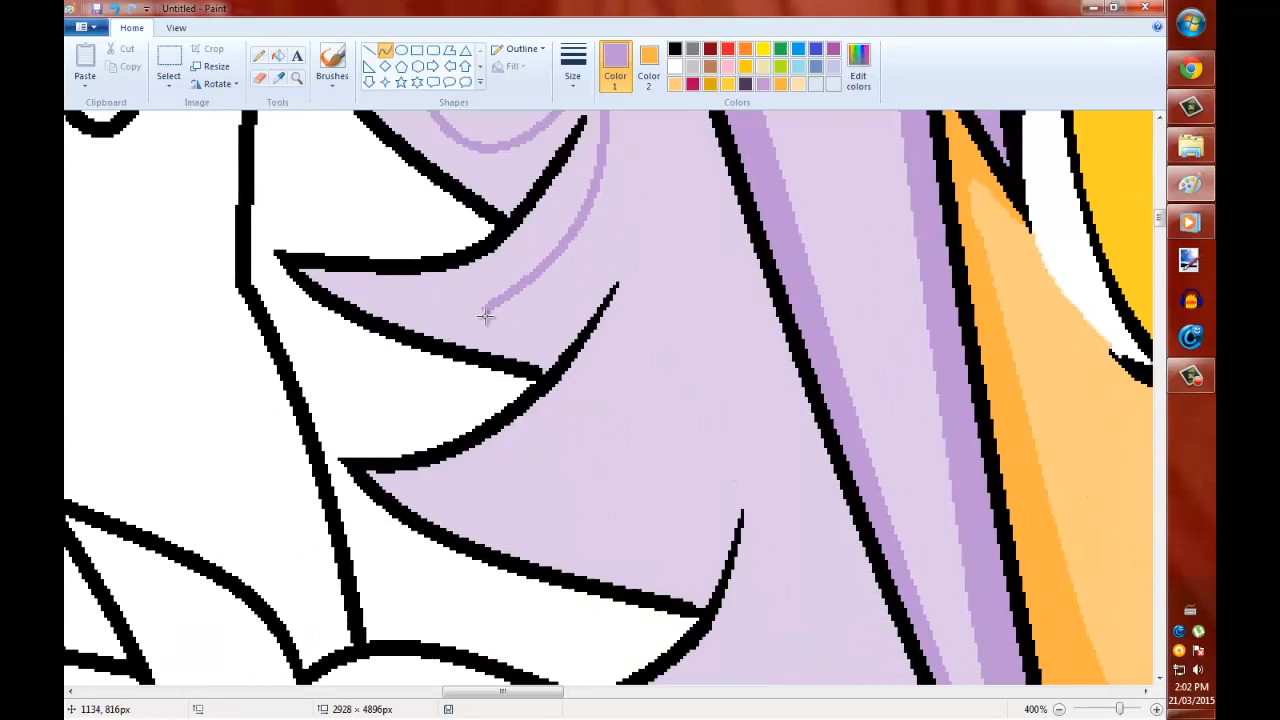 Untitled - Paint
Home View
Paste
Cut
Copy
Clipboard
Select
Crop
Resize
Rotate
Image
A
Tools
Brushes
Outline
Fill
Shapes
Size
Color 1
Color 2
Edit colors
Colors
1134, 816px
2928 × 4896px
400%
2:02 PM
21/03/2015